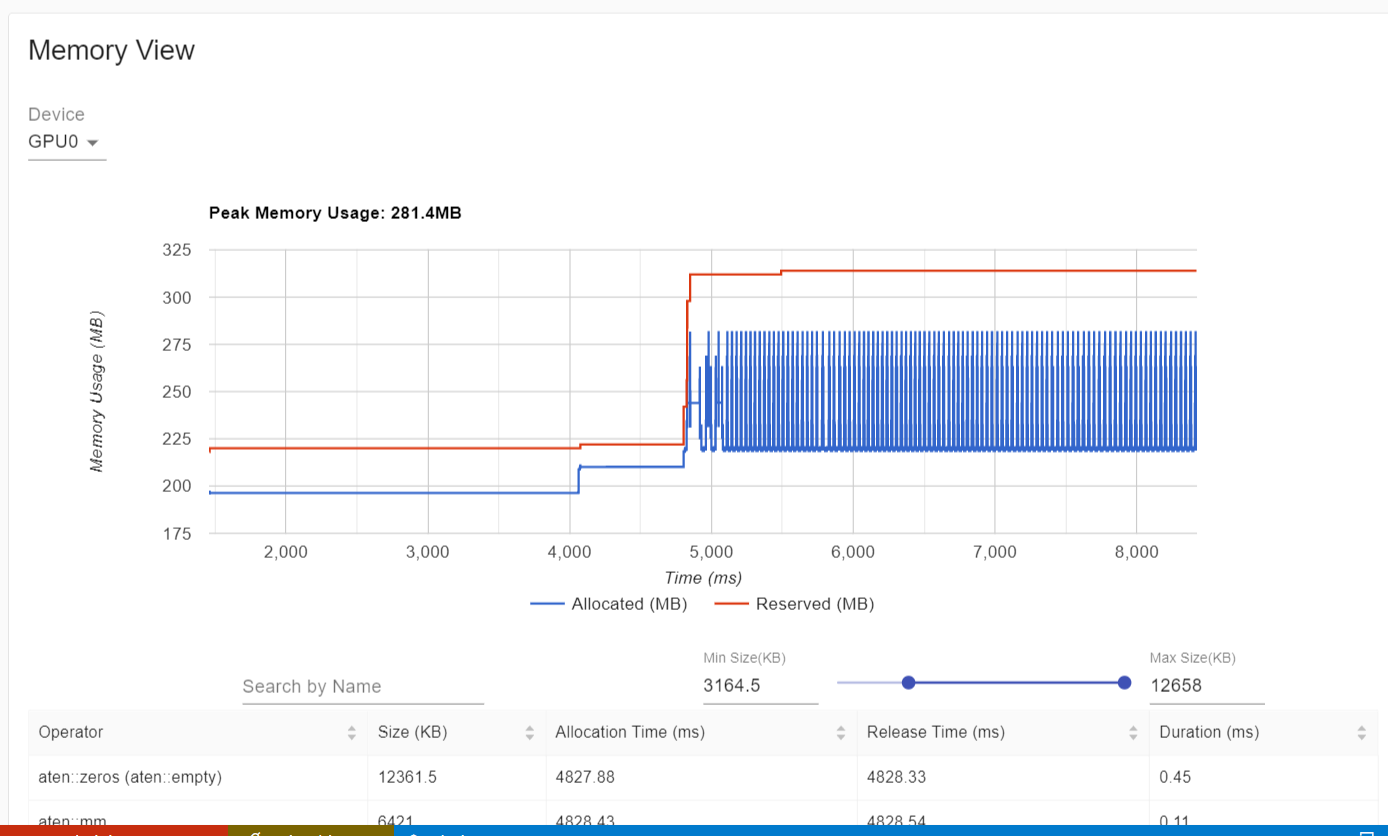 Memory View
Device
GPU0
Peak Memory Usage: 281.4MB
325
300
275
250
225
200
175
Memory Usage (MB)
2,000 3,000 4,000 5,000 6,000 7,000 8,000
Time (ms)
Allocated (MB) Reserved (MB)
Min Size(KB) Max Size(KB)
Search by Name 3164.5 12658
Operator Size (KB) Allocation Time (ms) Release Time (ms) Duration (ms)
aten::zeros (aten::empty) 12361.5 4827.88 4828.33 0.45
aten::mm 6421 4828.43 4828.54 0.11